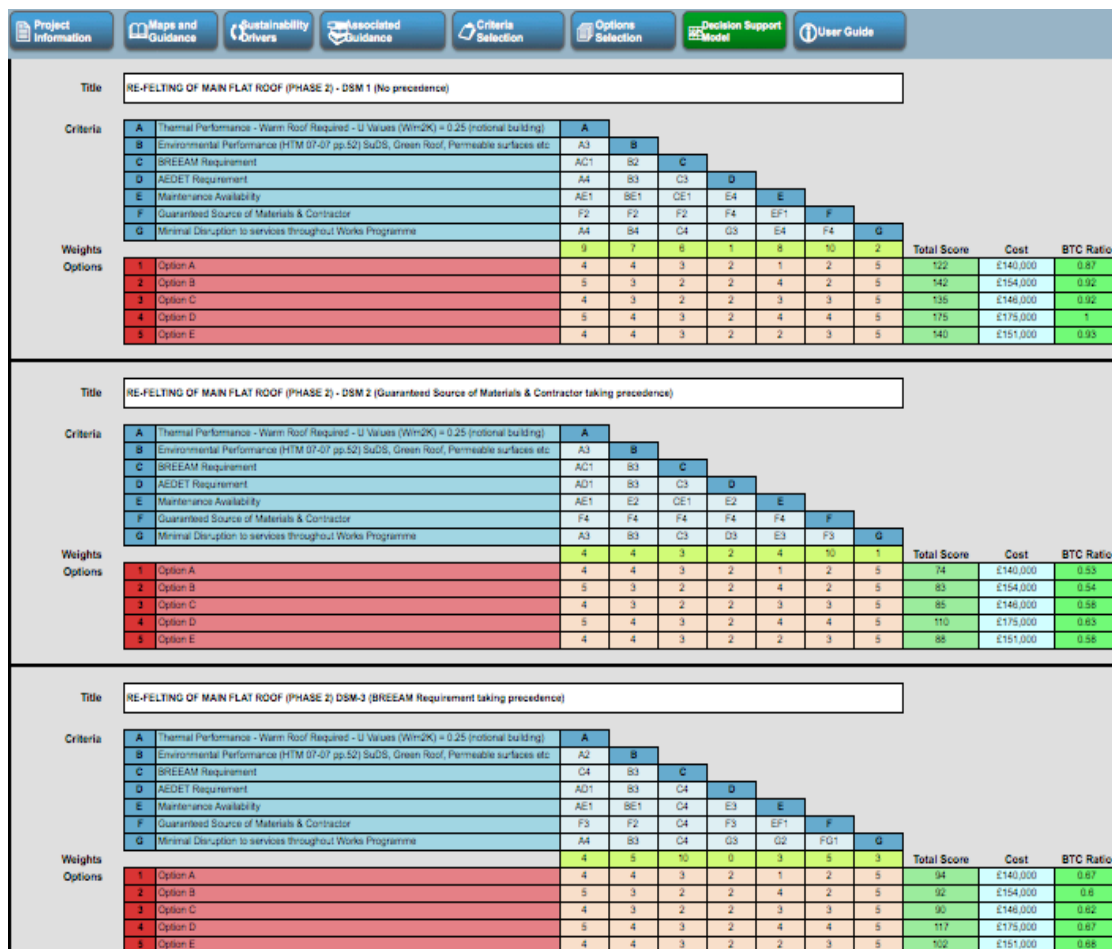 Project Information
Maps and Guidance
Sustainability Drivers
Associated Guidance
Criteria Selection
Options Selection
Decision Support Model
User Guide
Title RE-FELTING OF MAIN FLAT ROOF (PHASE 2) - DSM 1 (No precedence)
Criteria A Thermal Performance - Warm Roof Required - U Values (W/m2K) = 0.25 (notional building) A
B Environmental Performance (HTM 07-07 pp.52) SuDS, Green Roof, Permeable surfaces etc A3 B
C BREEAM Requirement AC1 B2 C
D AEDET Requirement A4 B3 C3 D
E Maintenance Availability AE1 BE1 CE1 E4 E
F Guaranteed Source of Materials & Contractor F2 F2 F2 F4 EF1 F
G Minimal Disruption to services throughout Works Programme A4 B4 C4 G3 E4 F4 G
Weights 9 7 6 1 8 10 2 Total Score Cost BTC Ratio
Options 1 Option A 4 4 3 2 1 2 5 122 £140,000 0.87
2 Option B 5 3 2 2 4 2 5 142 £154,000 0.92
3 Option C 4 3 2 2 3 3 5 135 £146,000 0.92
4 Option D 5 4 3 2 4 4 5 175 £175,000 1
5 Option E 4 4 3 2 2 3 5 140 £151,000 0.93
Title RE-FELTING OF MAIN FLAT ROOF (PHASE 2) - DSM 2 (Guaranteed Source of Materials & Contractor taking precedence)
Criteria A Thermal Performance - Warm Roof Required - U Values (W/m2K) = 0.25 (notional building) A
B Environmental Performance (HTM 07-07 pp.52) SuDS, Green Roof, Permeable surfaces etc A3 B
C BREEAM Requirement AC1 B3 C
D AEDET Requirement AD1 B3 C3 D
E Maintenance Availability AE1 E2 CE1 E2 E
F Guaranteed Source of Materials & Contractor F4 F4 F4 F4 F4 F
G Minimal Disruption to services throughout Works Programme A3 B3 C3 D3 E3 F3 G
Weights 4 4 3 2 4 10 1 Total Score Cost BTC Ratio
Options 1 Option A 4 4 3 2 1 2 5 74 £140,000 0.53
2 Option B 5 3 2 2 4 2 5 83 £154,000 0.54
3 Option C 4 3 2 2 3 3 5 85 £146,000 0.58
4 Option D 5 4 3 2 4 4 5 110 £175,000 0.63
5 Option E 4 4 3 2 2 3 5 88 £151,000 0.58
Title RE-FELTING OF MAIN FLAT ROOF (PHASE 2) DSM-3 (BREEAM Requirement taking precedence)
Criteria A Thermal Performance - Warm Roof Required - U Values (W/m2K) = 0.25 (notional building) A
B Environmental Performance (HTM 07-07 pp.52) SuDS, Green Roof, Permeable surfaces etc A2 B
C BREEAM Requirement C4 B3 C
D AEDET Requirement AD1 B3 C4 D
E Maintenance Availability AE1 BE1 C4 E3 E
F Guaranteed Source of Materials & Contractor F3 F2 C4 F3 EF1 F
G Minimal Disruption to services throughout Works Programme A4 B3 C4 G3 G2 FG1 G
Weights 4 5 10 0 3 5 3 Total Score Cost BTC Ratio
Options 1 Option A 4 4 3 2 1 2 5 94 £140,000 0.67
2 Option B 5 3 2 2 4 2 5 92 £154,000 0.6
3 Option C 4 3 2 2 3 3 5 90 £146,000 0.62
4 Option D 5 4 3 2 4 4 5 117 £175,000 0.67
5 Option E 4 4 3 2 2 3 5 102 £151,000 0.68